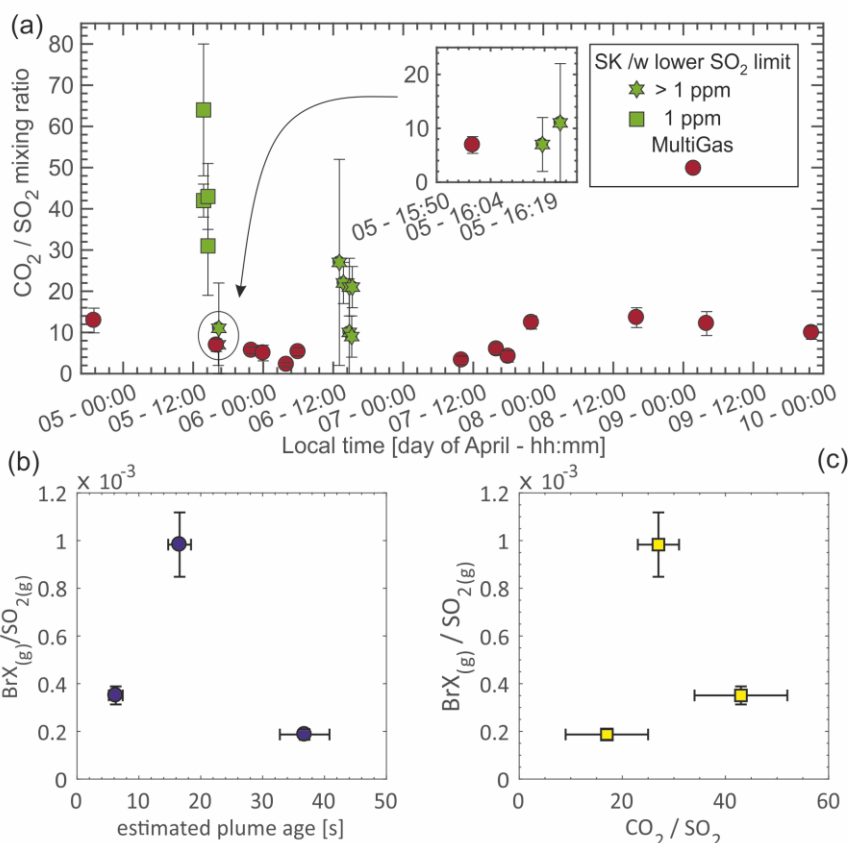 (a)
CO2 / SO2 mixing ratio
80
70
60
50
40
30
20
10
0
05 - 00:00
05 - 12:00
06 - 00:00
06 - 12:00
07 - 00:00
07 - 12:00
08 - 00:00
08 - 12:00
09 - 00:00
09 - 12:00
10 - 00:00
Local time [day of April - hh:mm]
20
10
0
05 - 15:50
05 - 16:04
05 - 16:19
SK /w lower SO2 limit
> 1 ppm
1 ppm
MultiGas
(b)
x 10-3
BrX(g)/SO2(g)
1.2
1
0.8
0.6
0.4
0.2
0
0
10
20
30
40
50
estimated plume age [s]
(c)
x 10-3
BrX(g) / SO2(g)
1.2
1
0.8
0.6
0.4
0.2
0
0
20
40
60
CO2 / SO2